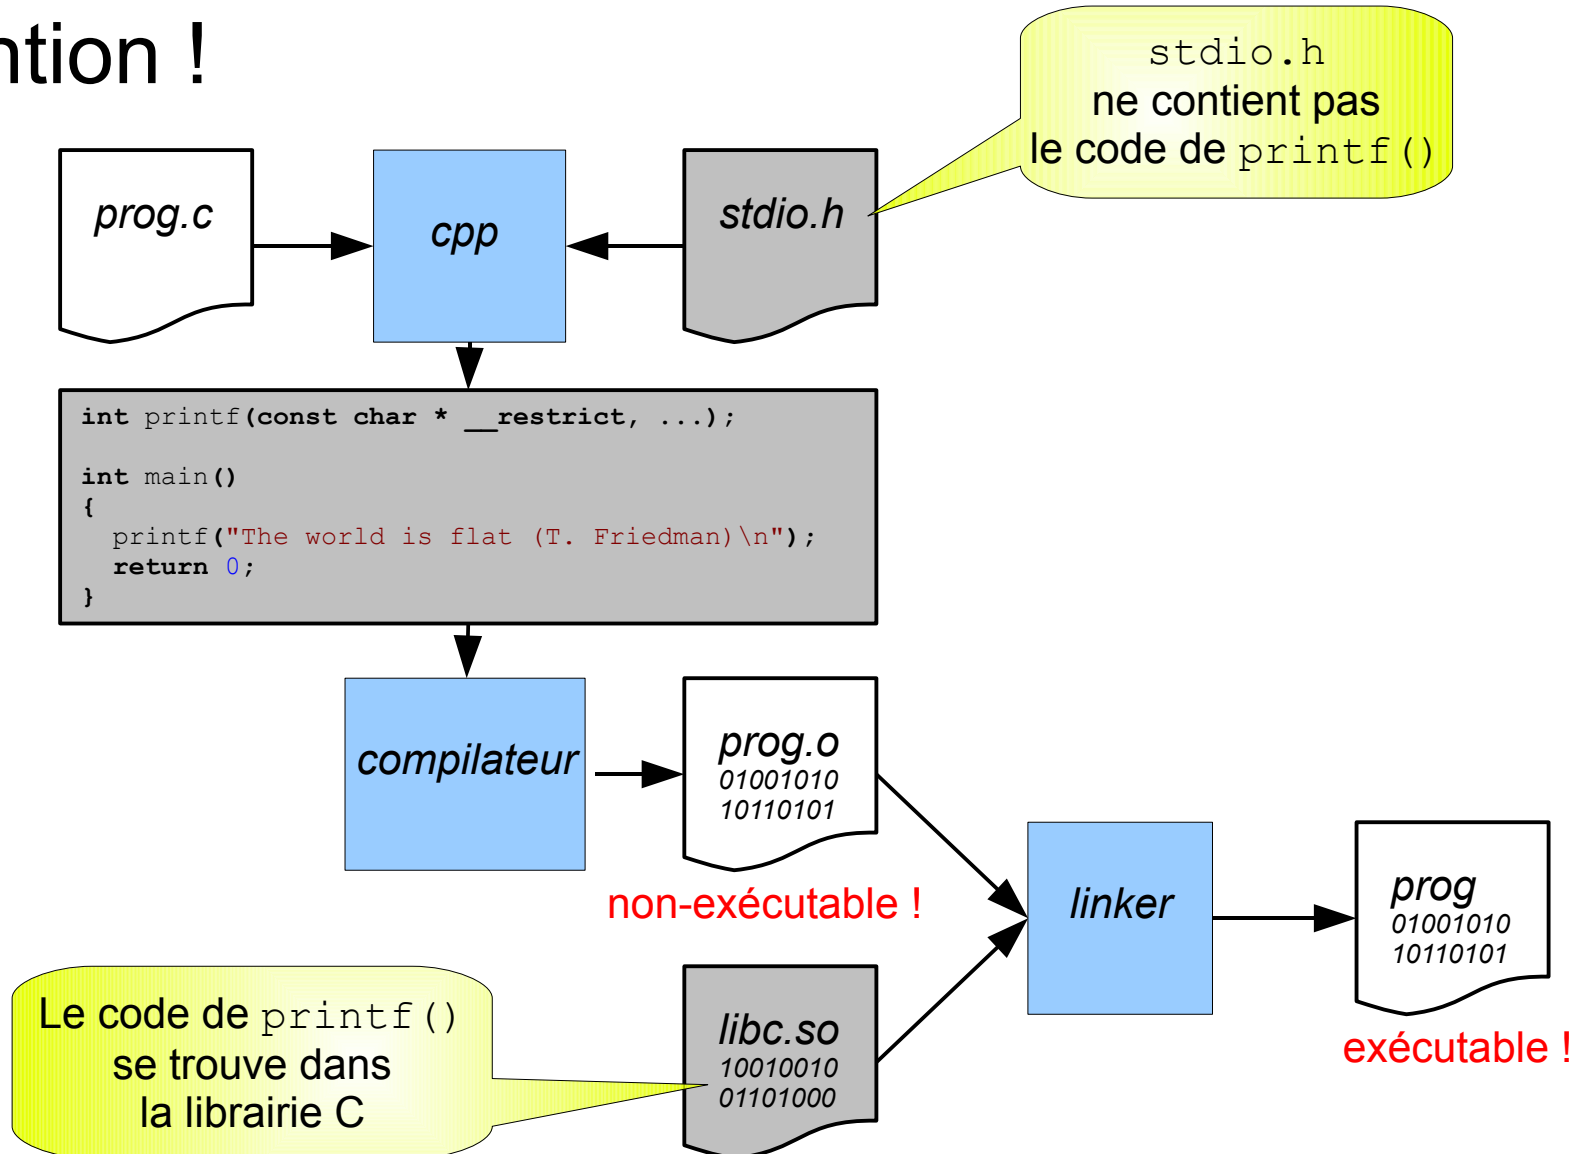 ntion !
stdio.h
ne contient pas
le code de printf()
prog.c
cpp
stdio.h
int printf(const char * __restrict, ...);
int main()
{
printf("The world is flat (T. Friedman)\n");
return 0;
}
compilateur
prog.o
01001010
10110101
non-exécutable !
linker
prog
01001010
10110101
exécutable !
Le code de printf()
se trouve dans
la librairie C
libc.so
10010010
01101000